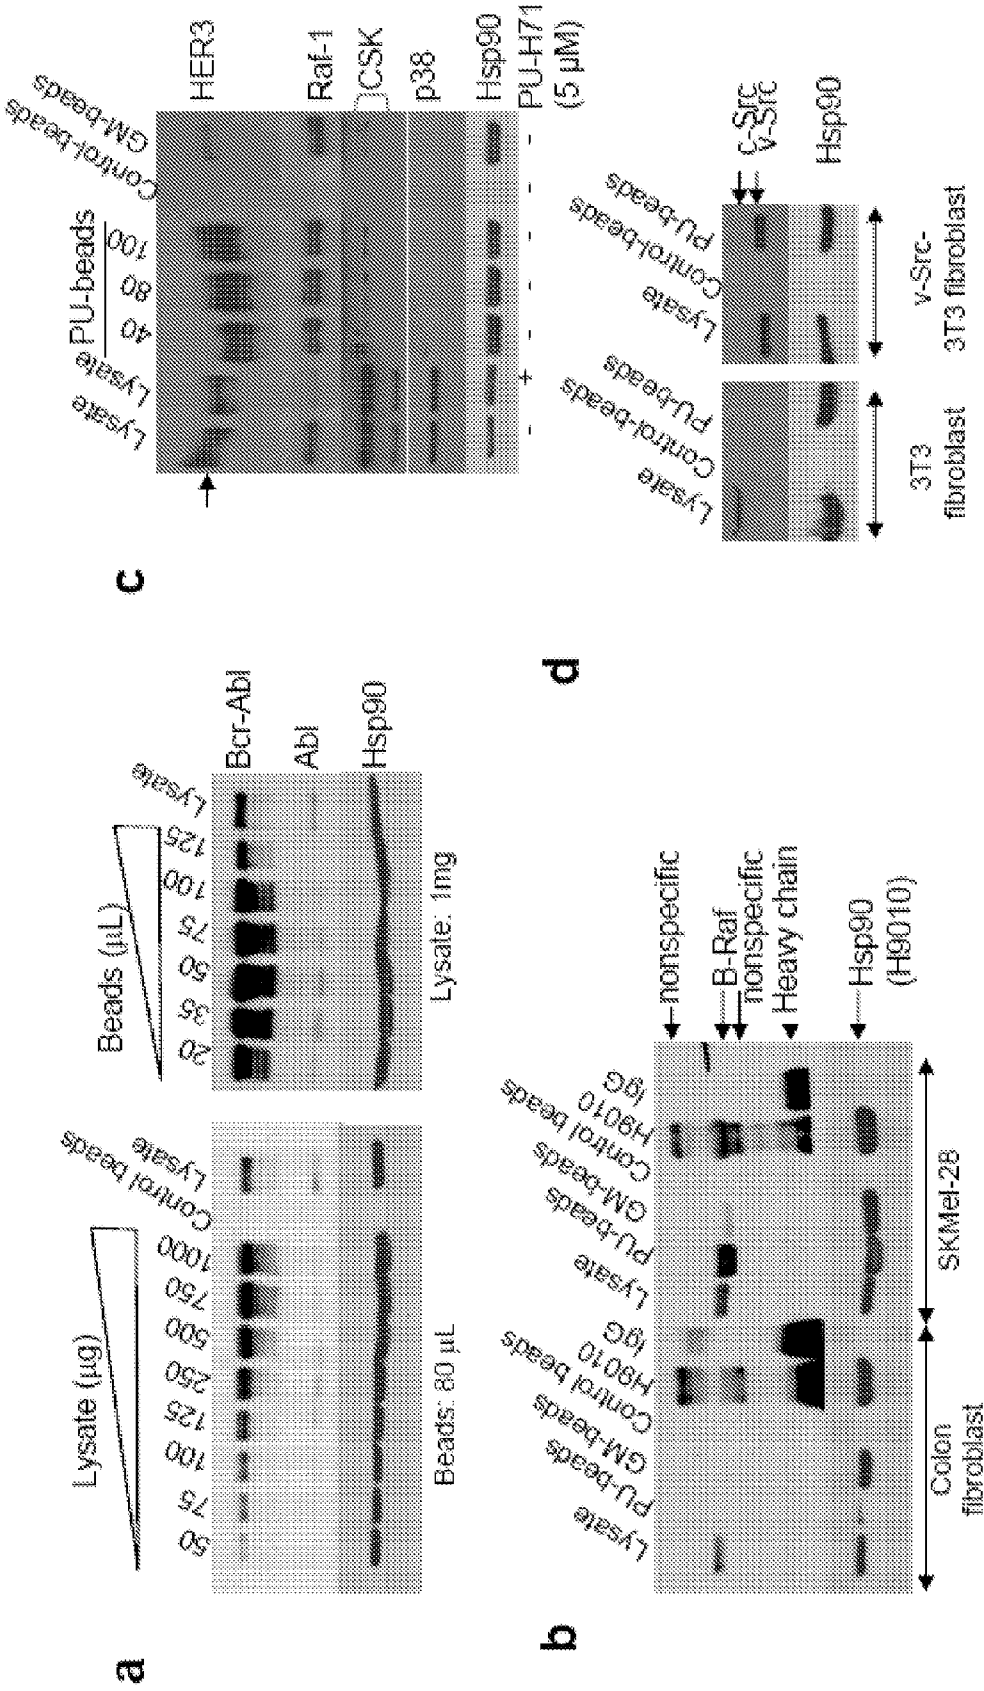 a
Lysate (µg)
50
75
100
125
250
500
750
1000
Control beads
Lysate
Beads: 80 µL
Beads (µL)
20
35
50
75
100
125
Lysate
Bcr-Abl
Abl
Hsp90
Lysate: 1mg
b
Lysate
PU-beads
GM-beads
Control beads
H9010
IgG
Lysate
PU-beads
GM-beads
Control beads
H9010
IgG
nonspecific
B-Raf
nonspecific
Heavy chain
Hsp90
(H9010)
Colon
fibroblast
SKMel-28
c
PU-beads
Lysate
Lysate
40
80
100
Control-beads
GM-beads
HER3
Raf-1
CSK
p38
Hsp90
- + - - - - - PU-H71
(5 µM)
d
Lysate
Control-beads
PU-beads
Lysate
Control-beads
PU-beads
c-Src
v-Src
Hsp90
3T3
fibroblast
v-Src-
3T3 fibroblast